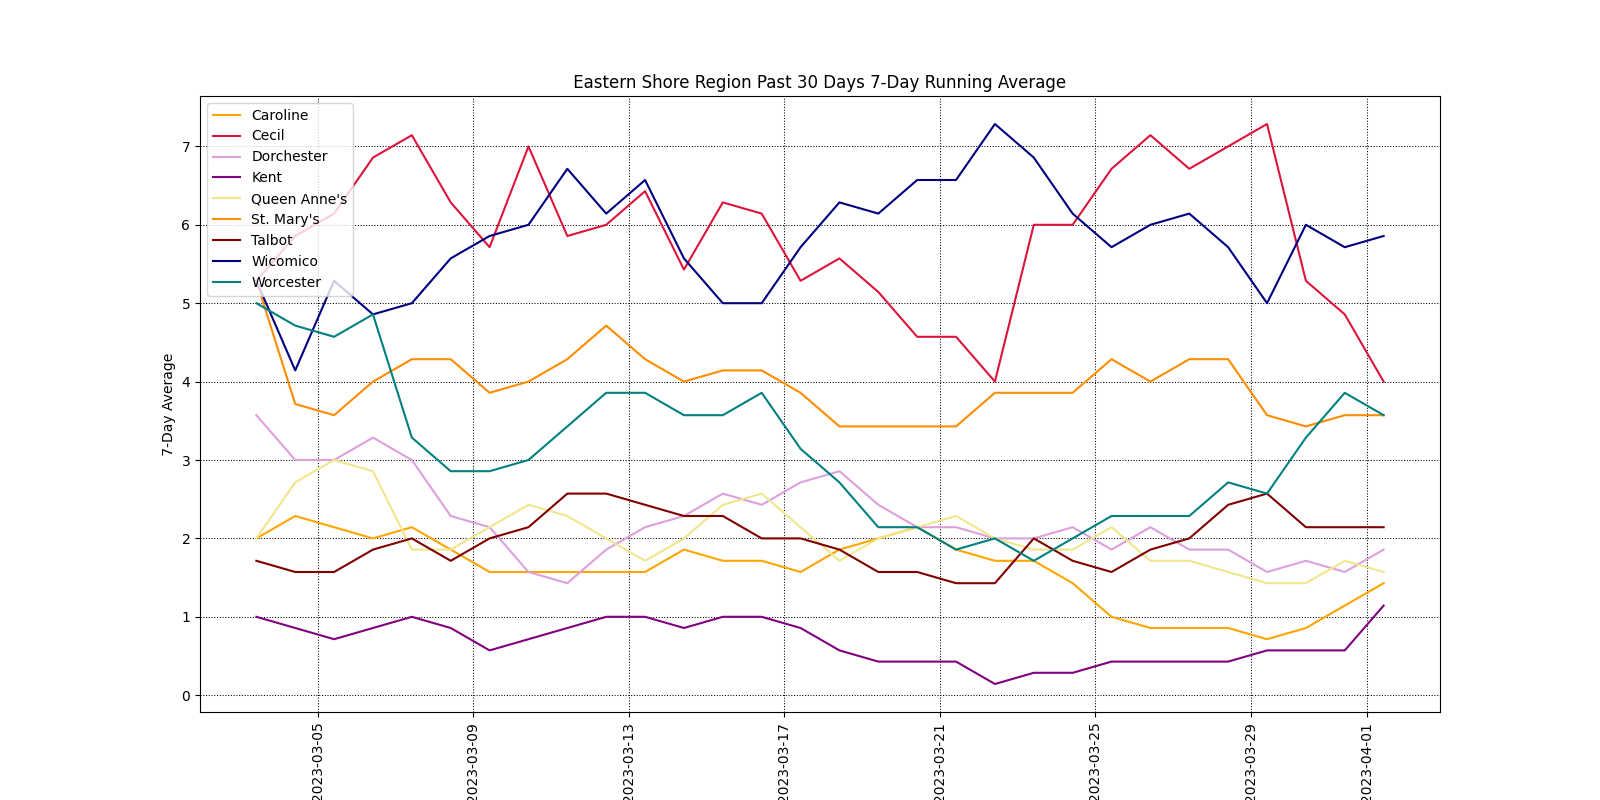 Eastern Shore Region Past 30 Days 7-Day Running Average
Caroline
Cecil
Dorchester
Kent
Queen Anne's
St. Mary's
Talbot
Wicomico
Worcester
7-Day Average
7
6
5
4
3
2
1
0
2023-03-05
2023-03-09
2023-03-13
2023-03-17
2023-03-21
2023-03-25
2023-03-29
2023-04-01